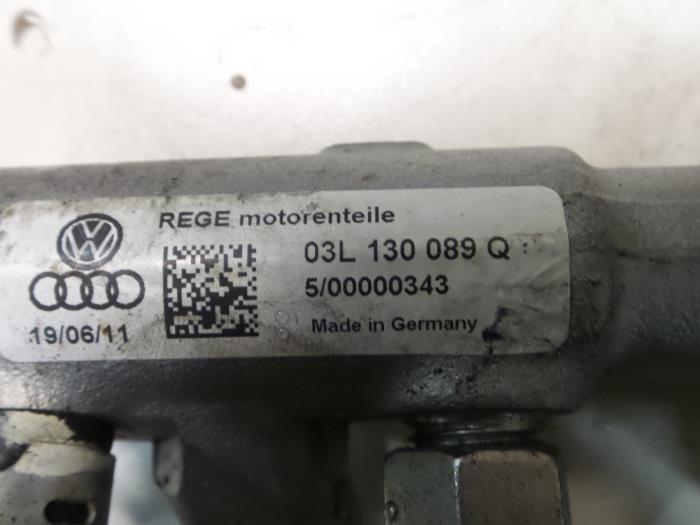 REGE motorenteile
03L 130 089 Q
5/00000343
19/06/11
Made in Germany